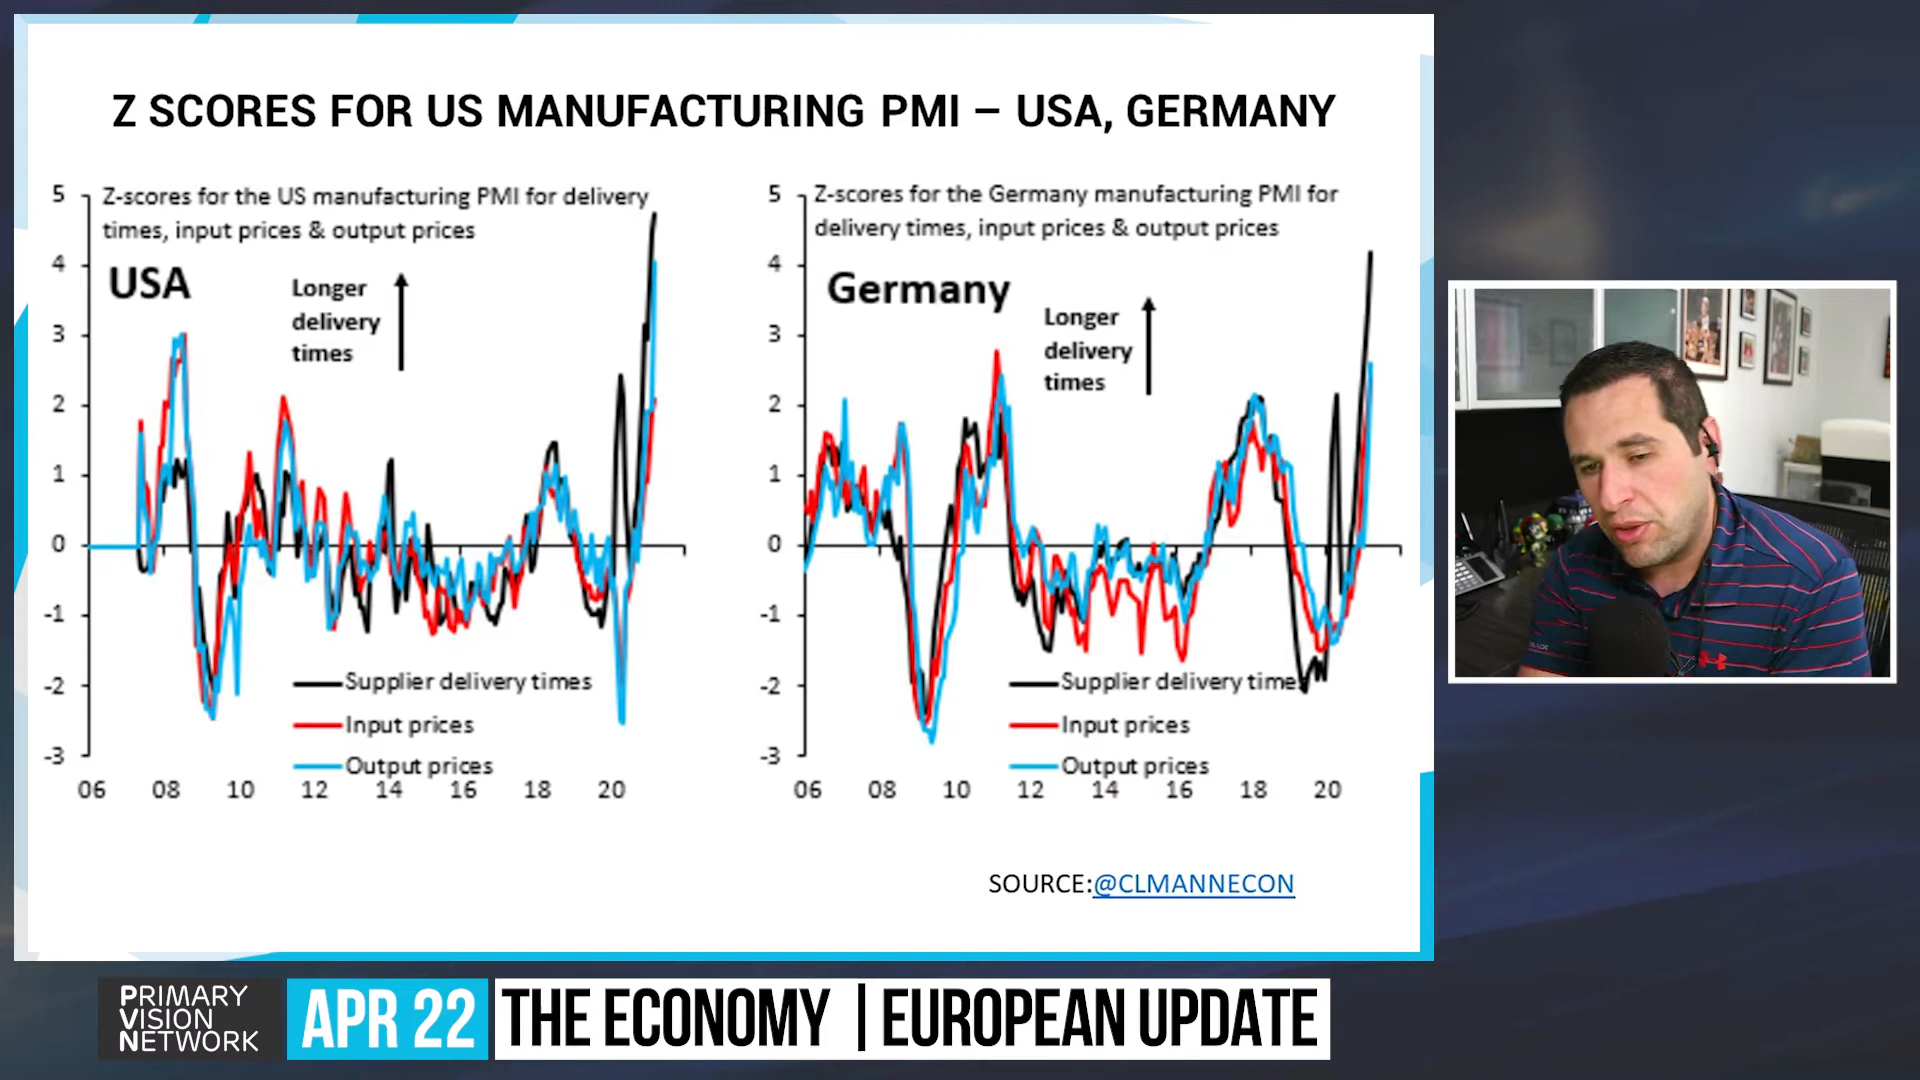 Z SCORES FOR US MANUFACTURING PMI – USA, GERMANY
Z-scores for the US manufacturing PMI for delivery
times, input prices & output prices
USA
Longer
delivery
times
5
4
3
2
1
0
-1
-2
-3
Supplier delivery times
Input prices
Output prices
06 08 10 12 14 16 18 20
Z-scores for the Germany manufacturing PMI for
delivery times, input prices & output prices
Germany
Longer
delivery
times
5
4
3
2
1
0
-1
-2
-3
Supplier delivery times
Input prices
Output prices
06 08 10 12 14 16 18 20
SOURCE:@CLMANNECON
PRIMARY
VISION
NETWORK
APR 22
THE ECONOMY | EUROPEAN UPDATE